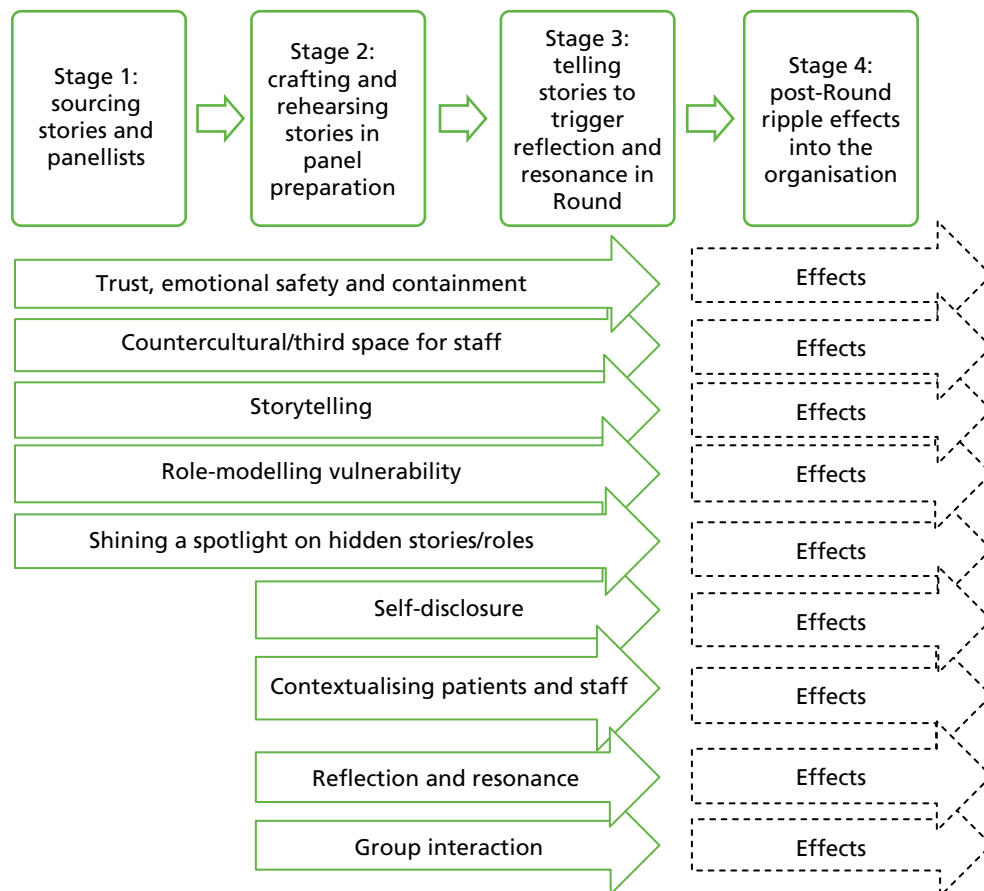 Stage 1:
sourcing
stories and
panellists
Stage 2:
crafting and
rehearsing
stories in
panel
preparation
Stage 3:
telling
stories to
trigger
reflection and
resonance in
Round
Stage 4:
post-Round
ripple effects
into the
organisation
Trust, emotional safety and containment
Effects
Countercultural/third space for staff
Effects
Storytelling
Effects
Role-modelling vulnerability
Effects
Shining a spotlight on hidden stories/roles
Effects
Self-disclosure
Effects
Contextualising patients and staff
Effects
Reflection and resonance
Effects
Group interaction
Effects